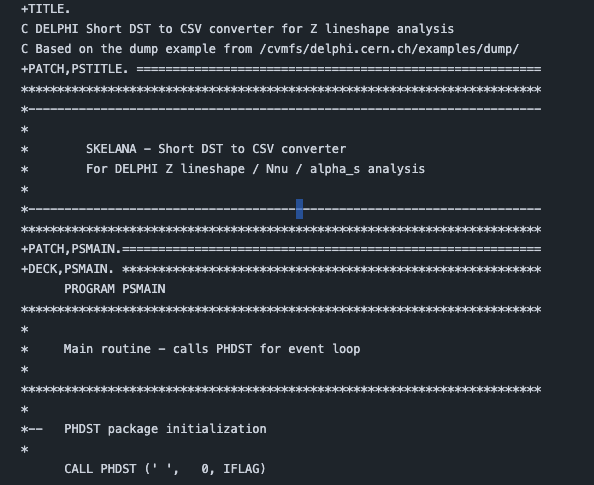 +TITLE.
C DELPHI Short DST to CSV converter for Z lineshape analysis
C Based on the dump example from /cvmfs/delphi.cern.ch/examples/dump/
+PATCH,PSTITLE. ========================================================
************************************************************************
*-----------------------------------------------------------------------
*
*        SKELANA - Short DST to CSV converter
*        For DELPHI Z lineshape / Nnu / alpha_s analysis
*
*-----------------------------------------------------------------------
************************************************************************
+PATCH,PSMAIN.==========================================================
+DECK,PSMAIN. **********************************************************
      PROGRAM PSMAIN
************************************************************************
*
*     Main routine - calls PHDST for event loop
*
************************************************************************
*
*--   PHDST package initialization
*
      CALL PHDST (' ',   0, IFLAG)